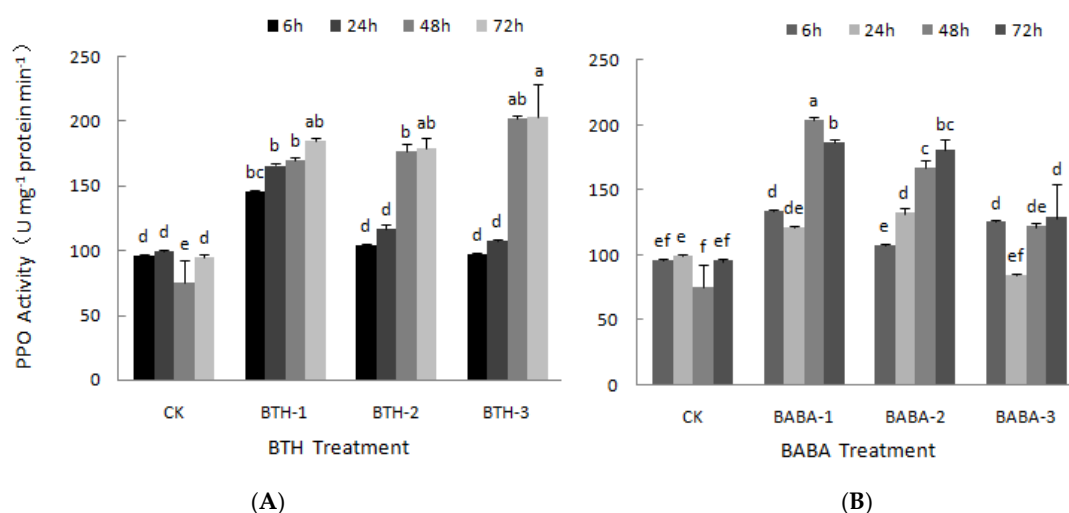 6h 24h 48h 72h
PPO Activity（U mg-1 protein min-1）
250
200
150
100
50
0
d d e d
bc b b ab
d d b ab
d d ab a
CK BTH-1 BTH-2 BTH-3
BTH Treatment
(A)
6h 24h 48h 72h
250
200
150
100
50
0
ef e f ef
d de a b
e d c bc
d ef de d
CK BABA-1 BABA-2 BABA-3
BABA Treatment
(B)